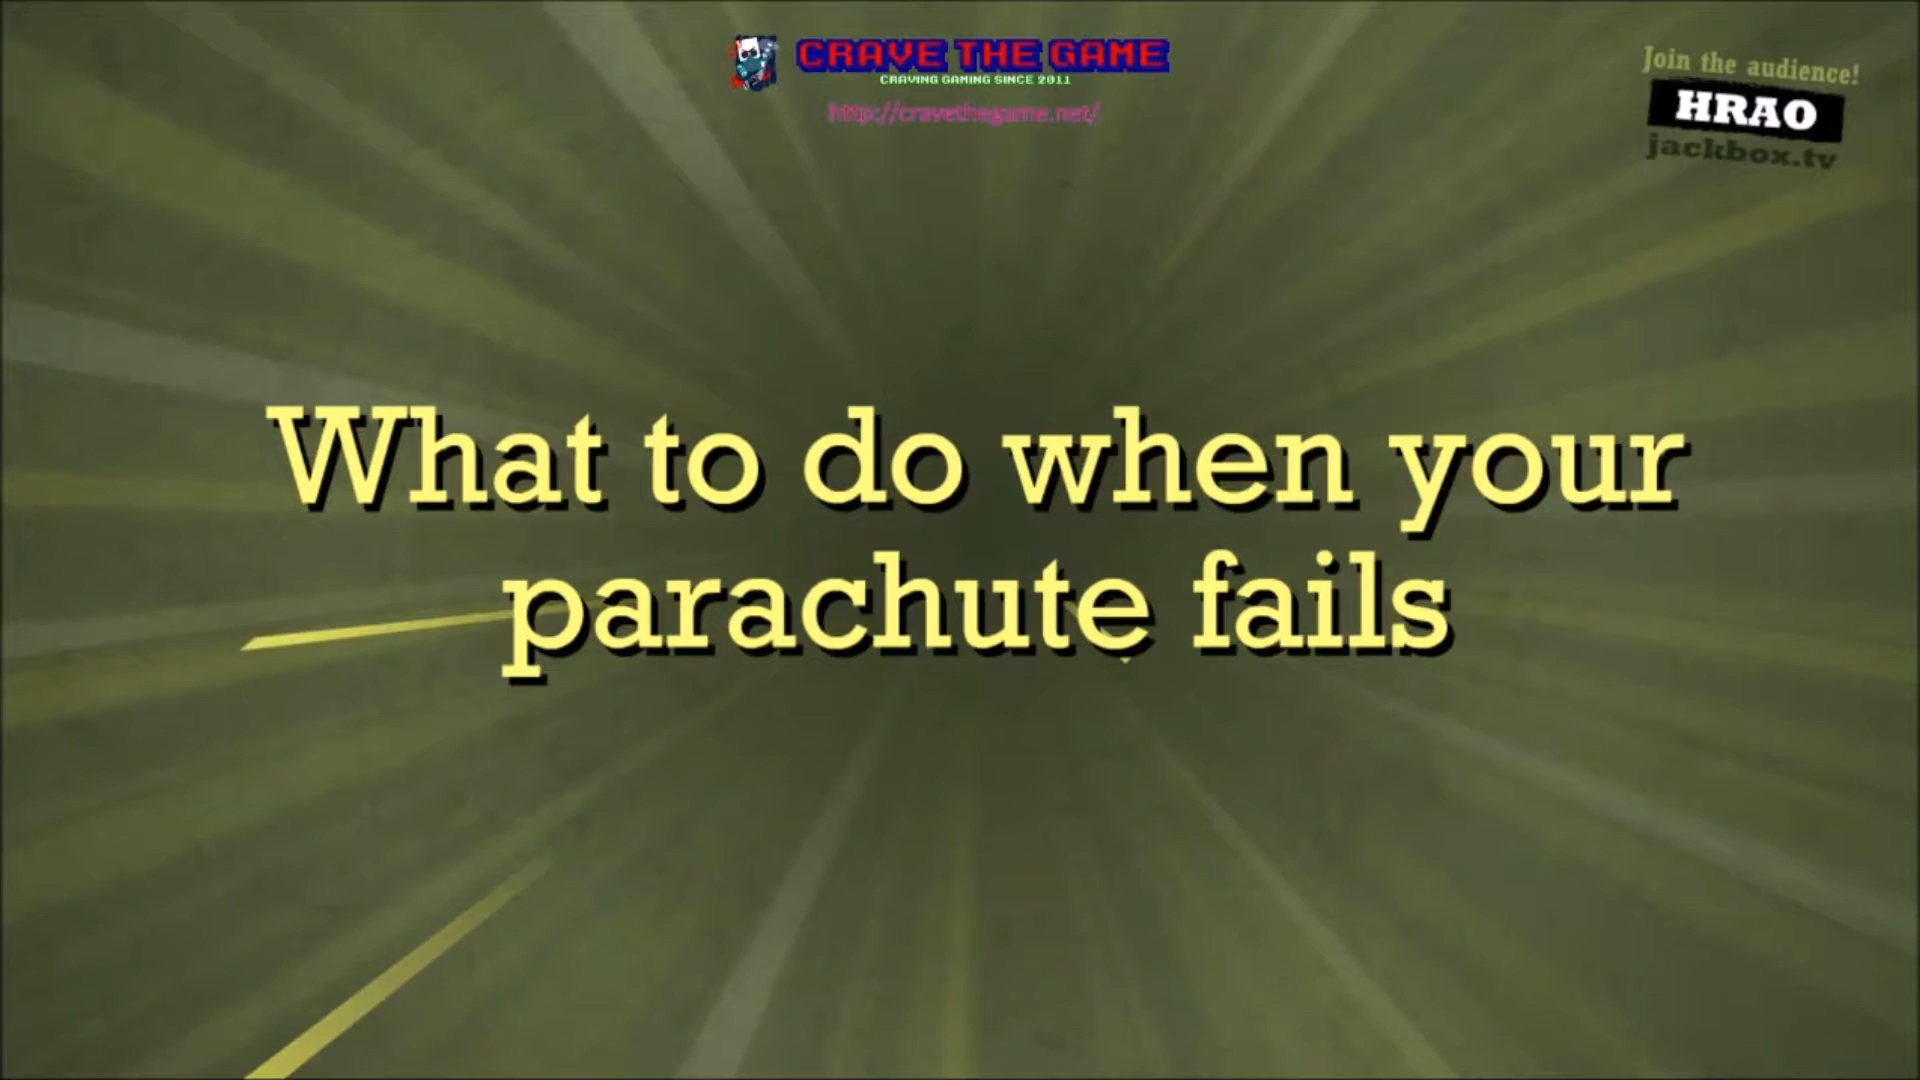 CRAVE THE GAME
CRAVING GAMING SINCE 2011
http://cravethegame.net/
Join the audience!
HRAO
jackbox.tv
What to do when your
parachute fails